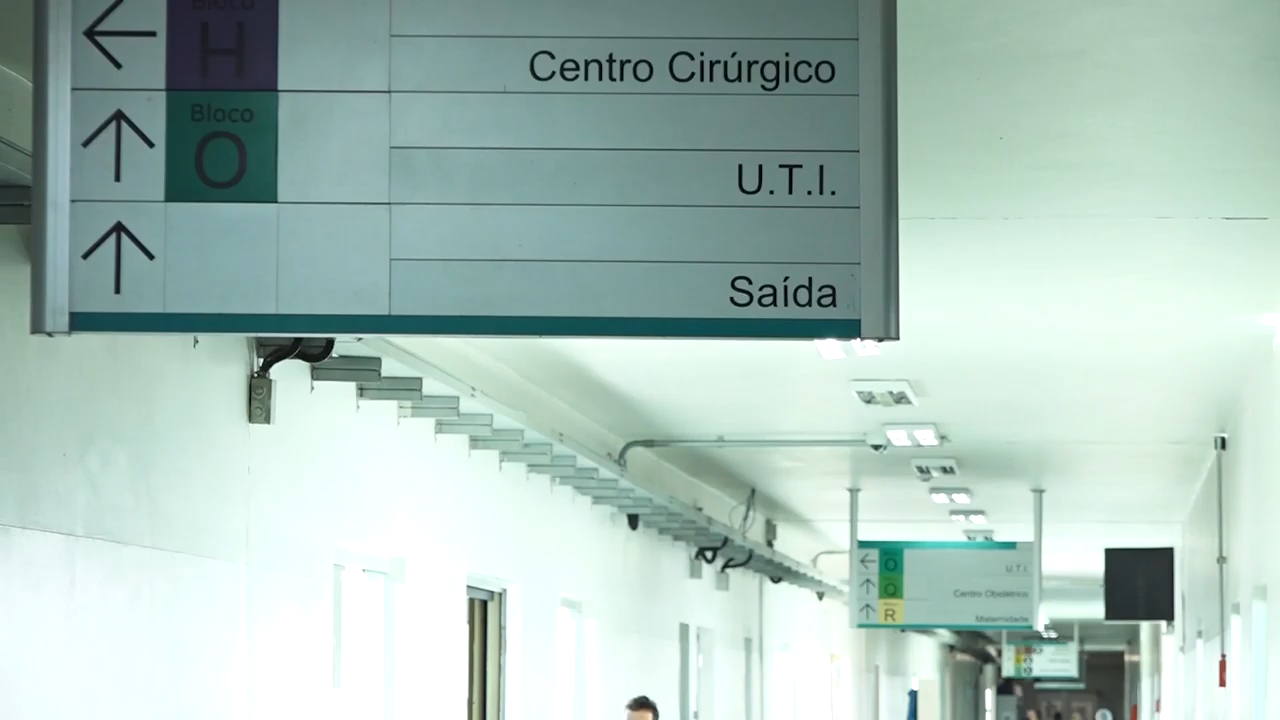 Bloco
H
Centro Cirúrgico
Bloco
O
U.T.I.
Saída
O
U.T.I.
Q
Centro Obstétrico
R
Maternidade